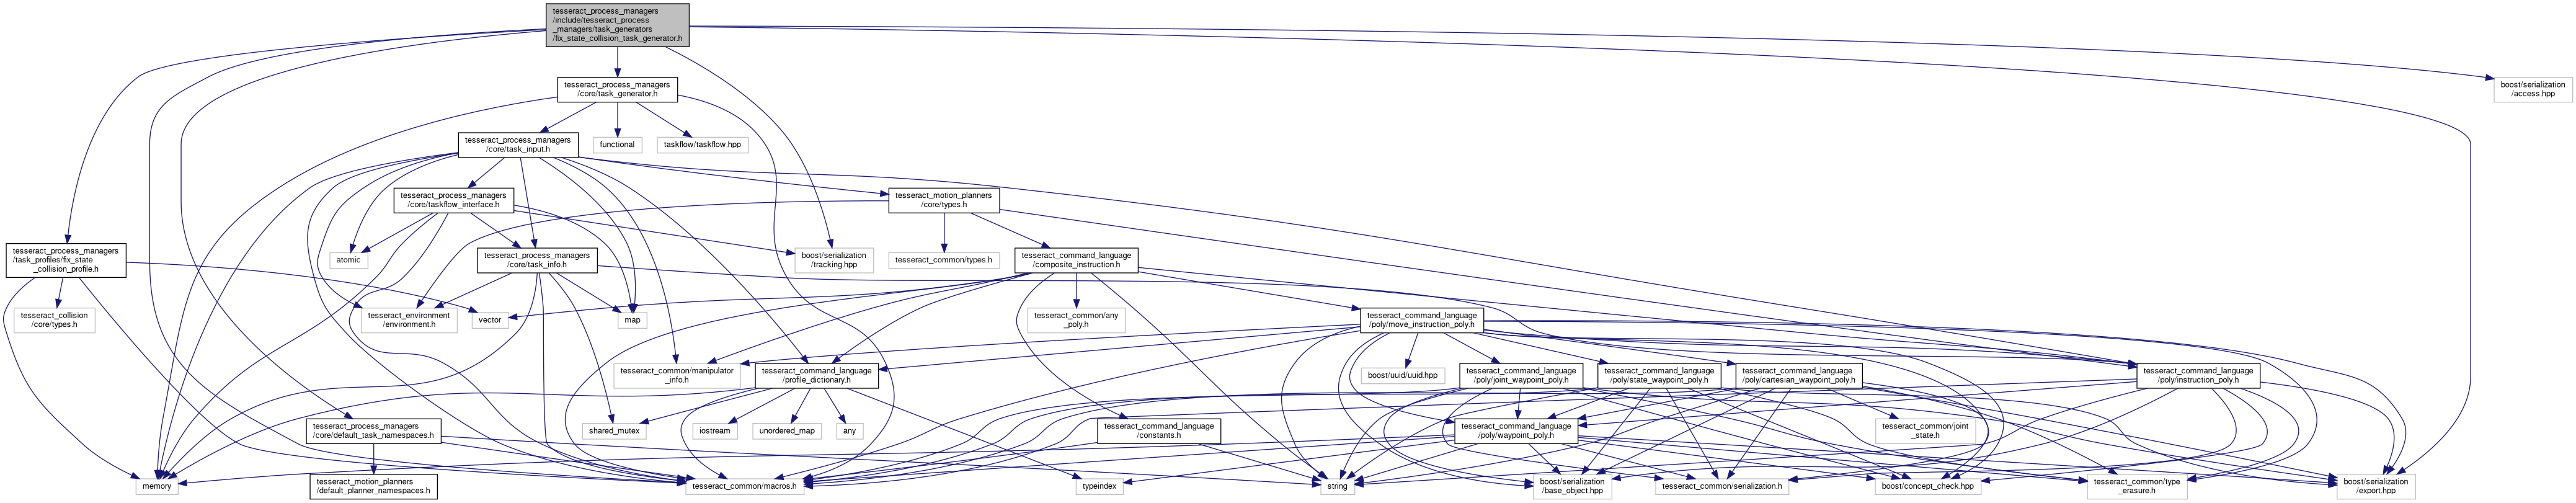 tesseract_process_managers
/include/tesseract_process
_managers/task_generators
/fix_state_collision_task_generator.h
boost/serialization
/access.hpp
tesseract_process_managers
/core/task_generator.h
tesseract_process_managers
/core/task_input.h
functional
taskflow/taskflow.hpp
tesseract_process_managers
/core/taskflow_interface.h
tesseract_motion_planners
/core/types.h
tesseract_process_managers
/task_profiles/fix_state
_collision_profile.h
atomic
tesseract_process_managers
/core/task_info.h
boost/serialization
/tracking.hpp
tesseract_common/types.h
tesseract_command_language
/composite_instruction.h
tesseract_collision
/core/types.h
tesseract_environment
/environment.h
vector
map
tesseract_common/any
_poly.h
tesseract_command_language
/poly/move_instruction_poly.h
tesseract_common/manipulator
_info.h
tesseract_command_language
/profile_dictionary.h
boost/uuid/uuid.hpp
tesseract_command_language
/poly/joint_waypoint_poly.h
tesseract_command_language
/poly/state_waypoint_poly.h
tesseract_command_language
/poly/cartesian_waypoint_poly.h
tesseract_command_language
/poly/instruction_poly.h
tesseract_process_managers
/core/default_task_namespaces.h
shared_mutex
iostream
unordered_map
any
tesseract_command_language
/constants.h
tesseract_command_language
/poly/waypoint_poly.h
tesseract_common/joint
_state.h
memory
tesseract_motion_planners
/default_planner_namespaces.h
tesseract_common/macros.h
typeindex
string
boost/serialization
/base_object.hpp
tesseract_common/serialization.h
boost/concept_check.hpp
tesseract_common/type
_erasure.h
boost/serialization
/export.hpp